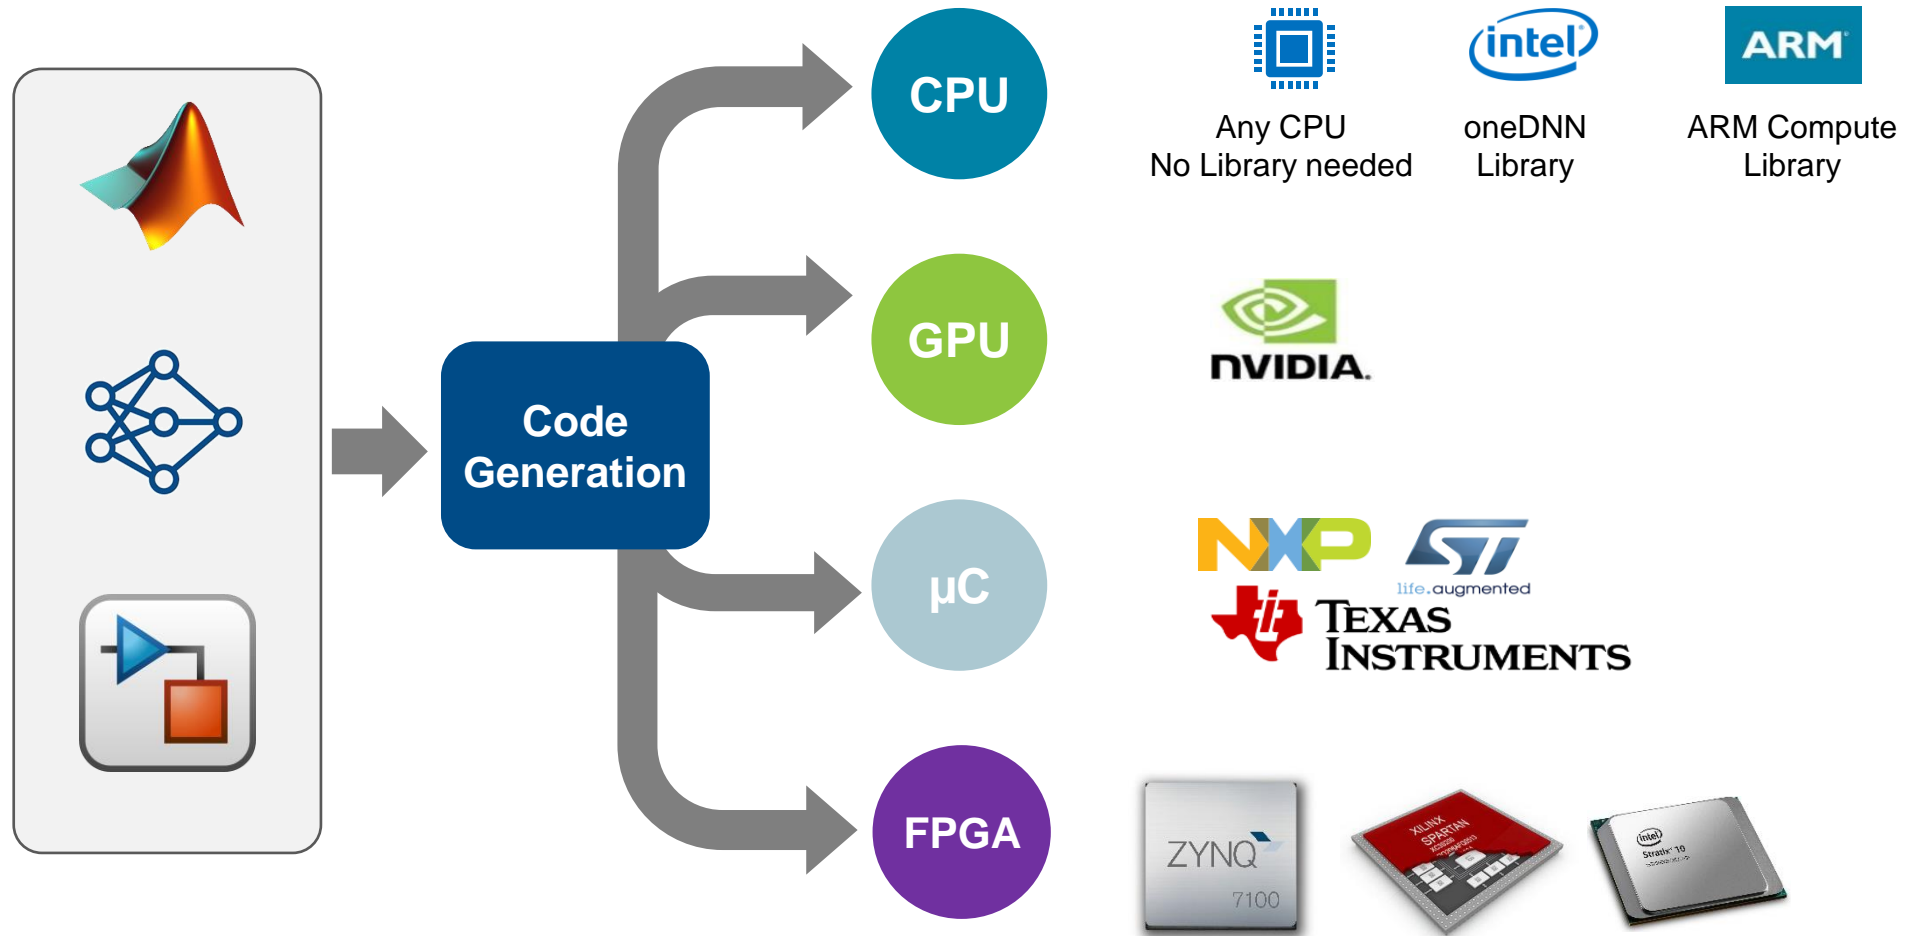 CPU
Any CPU
No Library needed
intel
oneDNN
Library
ARM
ARM Compute
Library
GPU
NVIDIA.
Code
Generation
µC
NXP
ST
life.augmented
ti
TEXAS
INSTRUMENTS
FPGA
ZYNQ
7100
XILINX
SPARTAN
intel
Stratix® 10